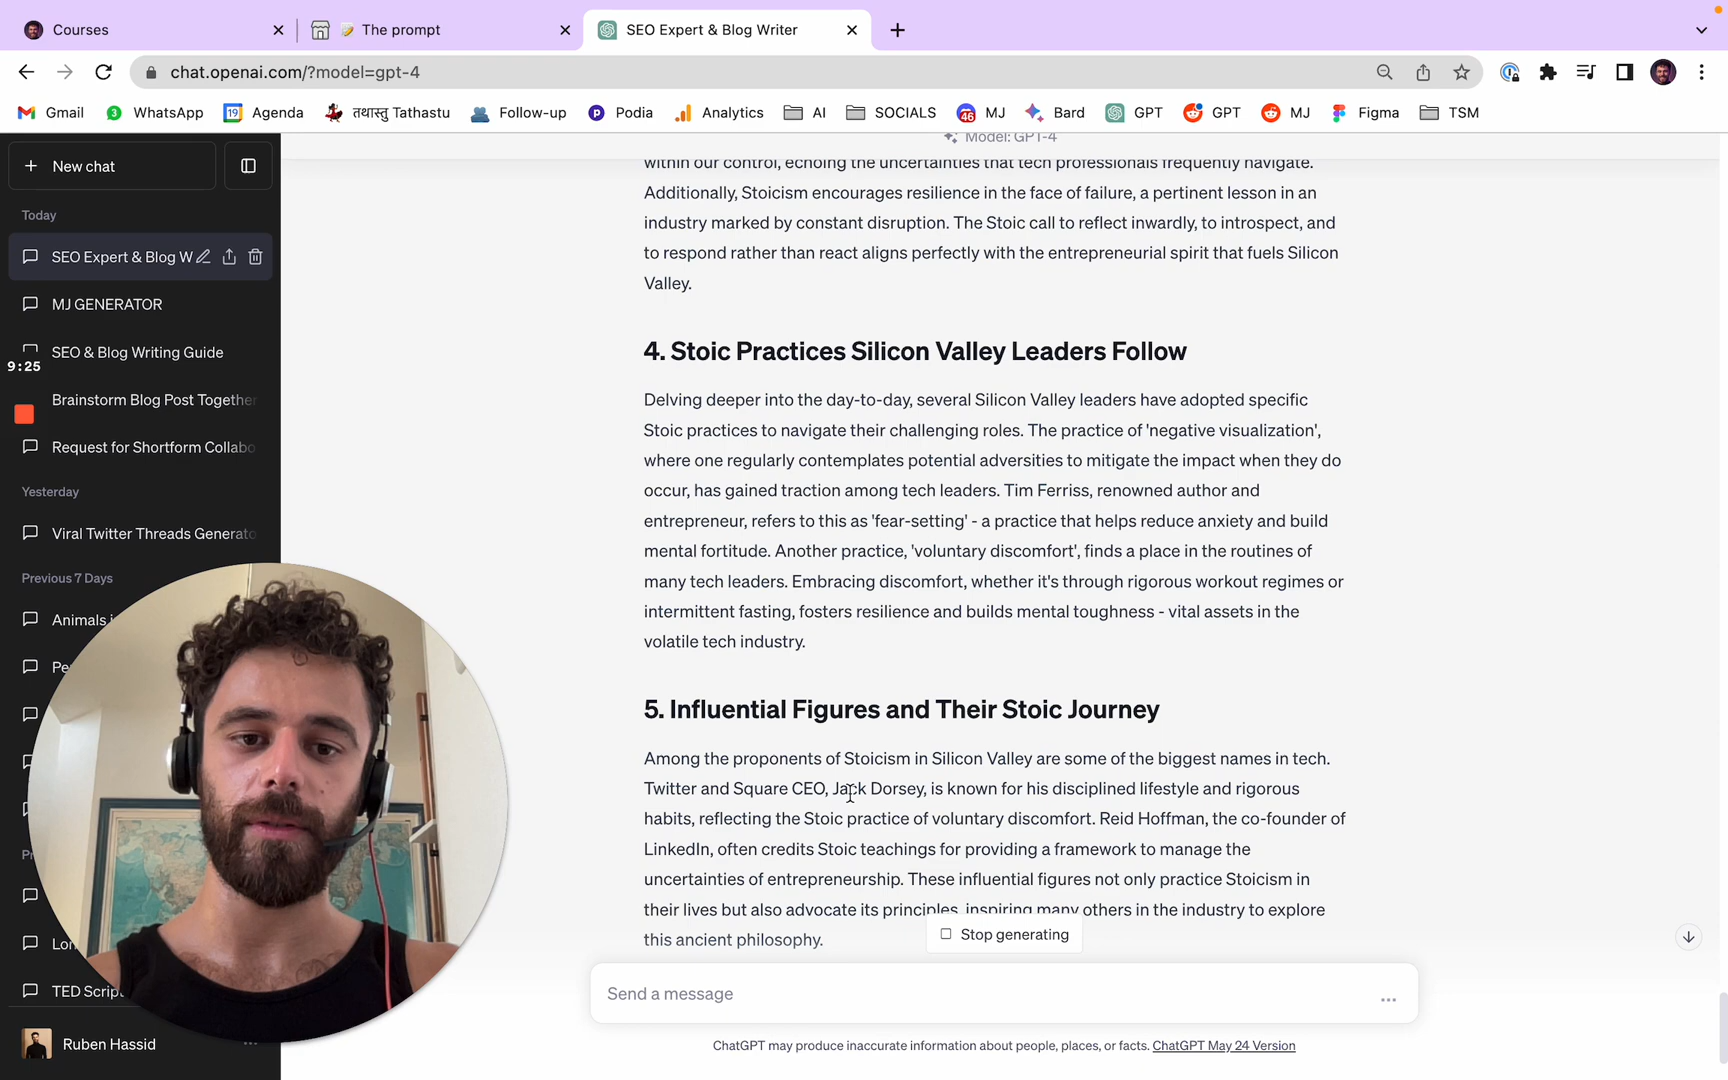 Courses
The prompt
SEO Expert & Blog Writer
chat.openai.com/?model=gpt-4
Gmail
3
WhatsApp
19
Agenda
तथास्तु Tathastu
Follow-up
Podia
Analytics
AI
SOCIALS
46
MJ
Bard
GPT
GPT
MJ
Figma
TSM
+ New chat
Today
SEO Expert & Blog W
MJ GENERATOR
SEO & Blog Writing Guide
9:25
Brainstorm Blog Post Together
Request for Shortform Collabo
Yesterday
Viral Twitter Threads Generato
Previous 7 Days
Animals
Pe
P
Lon
TED Script
Ruben Hassid
...
Model: GPT-4
within our control, echoing the uncertainties that tech professionals frequently navigate.
Additionally, Stoicism encourages resilience in the face of failure, a pertinent lesson in an
industry marked by constant disruption. The Stoic call to reflect inwardly, to introspect, and
to respond rather than react aligns perfectly with the entrepreneurial spirit that fuels Silicon
Valley.
4. Stoic Practices Silicon Valley Leaders Follow
Delving deeper into the day-to-day, several Silicon Valley leaders have adopted specific
Stoic practices to navigate their challenging roles. The practice of 'negative visualization',
where one regularly contemplates potential adversities to mitigate the impact when they do
occur, has gained traction among tech leaders. Tim Ferriss, renowned author and
entrepreneur, refers to this as 'fear-setting' - a practice that helps reduce anxiety and build
mental fortitude. Another practice, 'voluntary discomfort', finds a place in the routines of
many tech leaders. Embracing discomfort, whether it's through rigorous workout regimes or
intermittent fasting, fosters resilience and builds mental toughness - vital assets in the
volatile tech industry.
5. Influential Figures and Their Stoic Journey
Among the proponents of Stoicism in Silicon Valley are some of the biggest names in tech.
Twitter and Square CEO, Jack Dorsey, is known for his disciplined lifestyle and rigorous
habits, reflecting the Stoic practice of voluntary discomfort. Reid Hoffman, the co-founder of
LinkedIn, often credits Stoic teachings for providing a framework to manage the
uncertainties of entrepreneurship. These influential figures not only practice Stoicism in
their lives but also advocate its principles, inspiring many others in the industry to explore
this ancient philosophy.
Stop generating
Send a message
...
ChatGPT may produce inaccurate information about people, places, or facts. ChatGPT May 24 Version